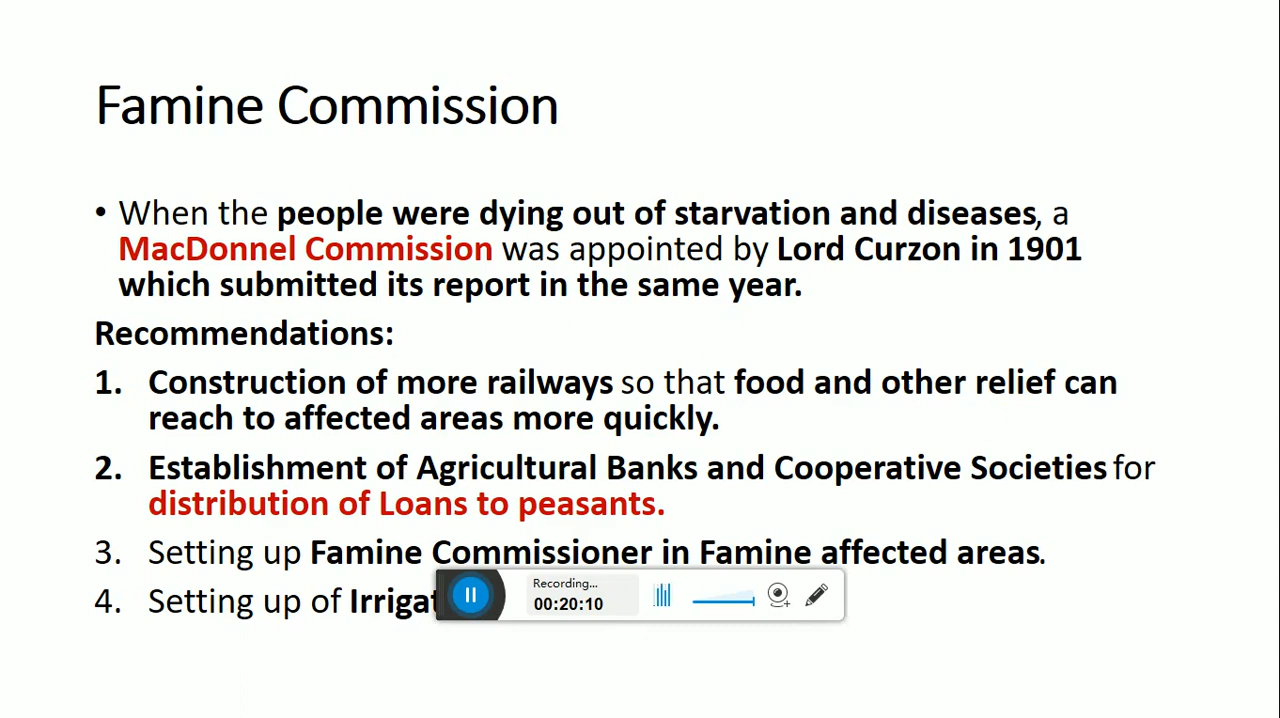 Famine Commission
• When the people were dying out of starvation and diseases, a
MacDonnel Commission was appointed by Lord Curzon in 1901
which submitted its report in the same year.
Recommendations:
1. Construction of more railways so that food and other relief can
reach to affected areas more quickly.
2. Establishment of Agricultural Banks and Cooperative Societies for
distribution of Loans to peasants.
3. Setting up Famine Commissioner in Famine affected areas.
4. Setting up of
Recording...
00:20:10